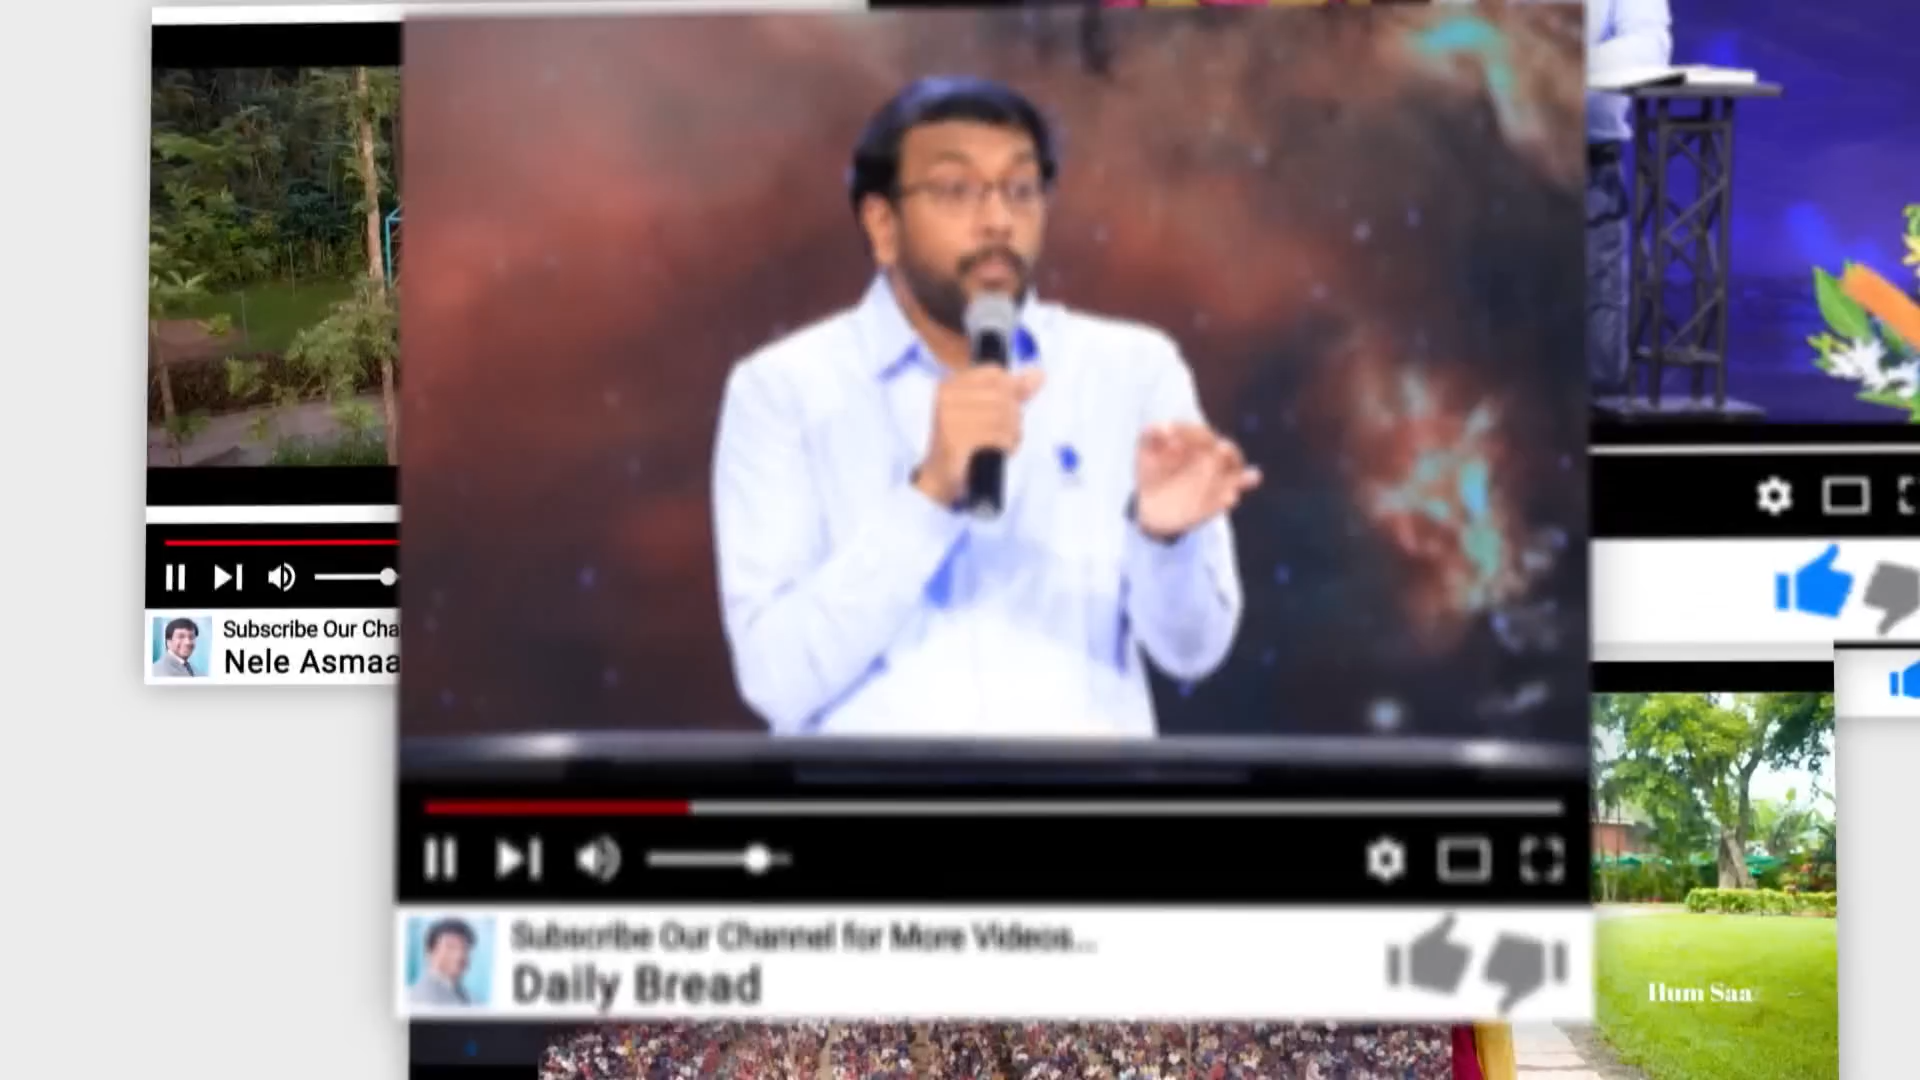 Subscribe Our Cha
Nele Asmaa
Subscribe Our Channel for More Videos...
Daily Bread
Hum Saa